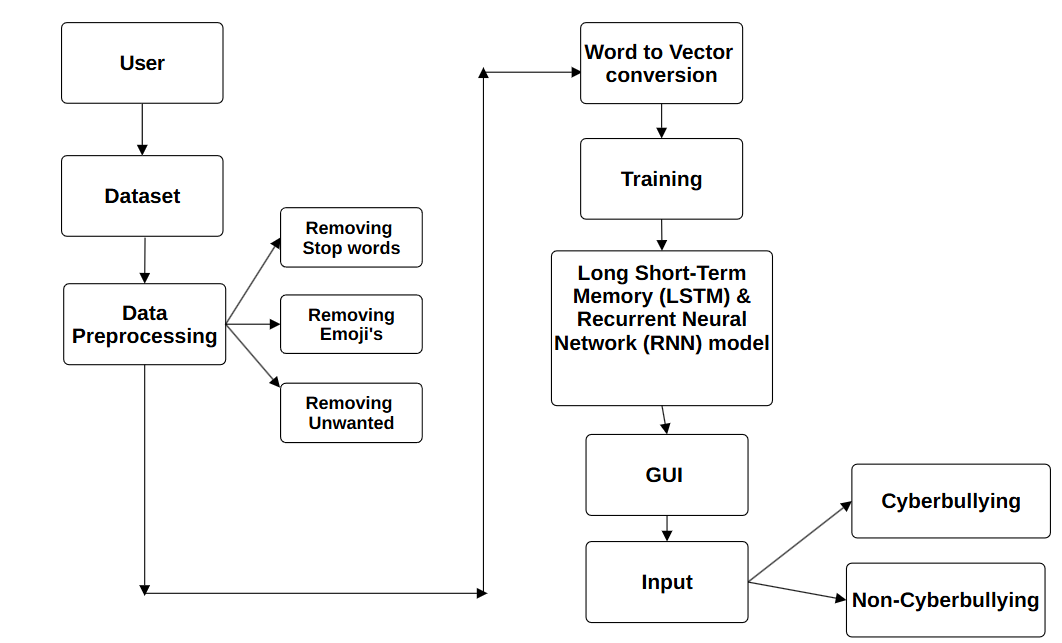 User
Dataset
Data
Preprocessing
Removing
Stop words
Removing
Emoji's
Removing
Unwanted
Word to Vector
conversion
Training
Long Short-Term
Memory (LSTM) &
Recurrent Neural
Network (RNN) model
GUI
Input
Cyberbullying
Non-Cyberbullying